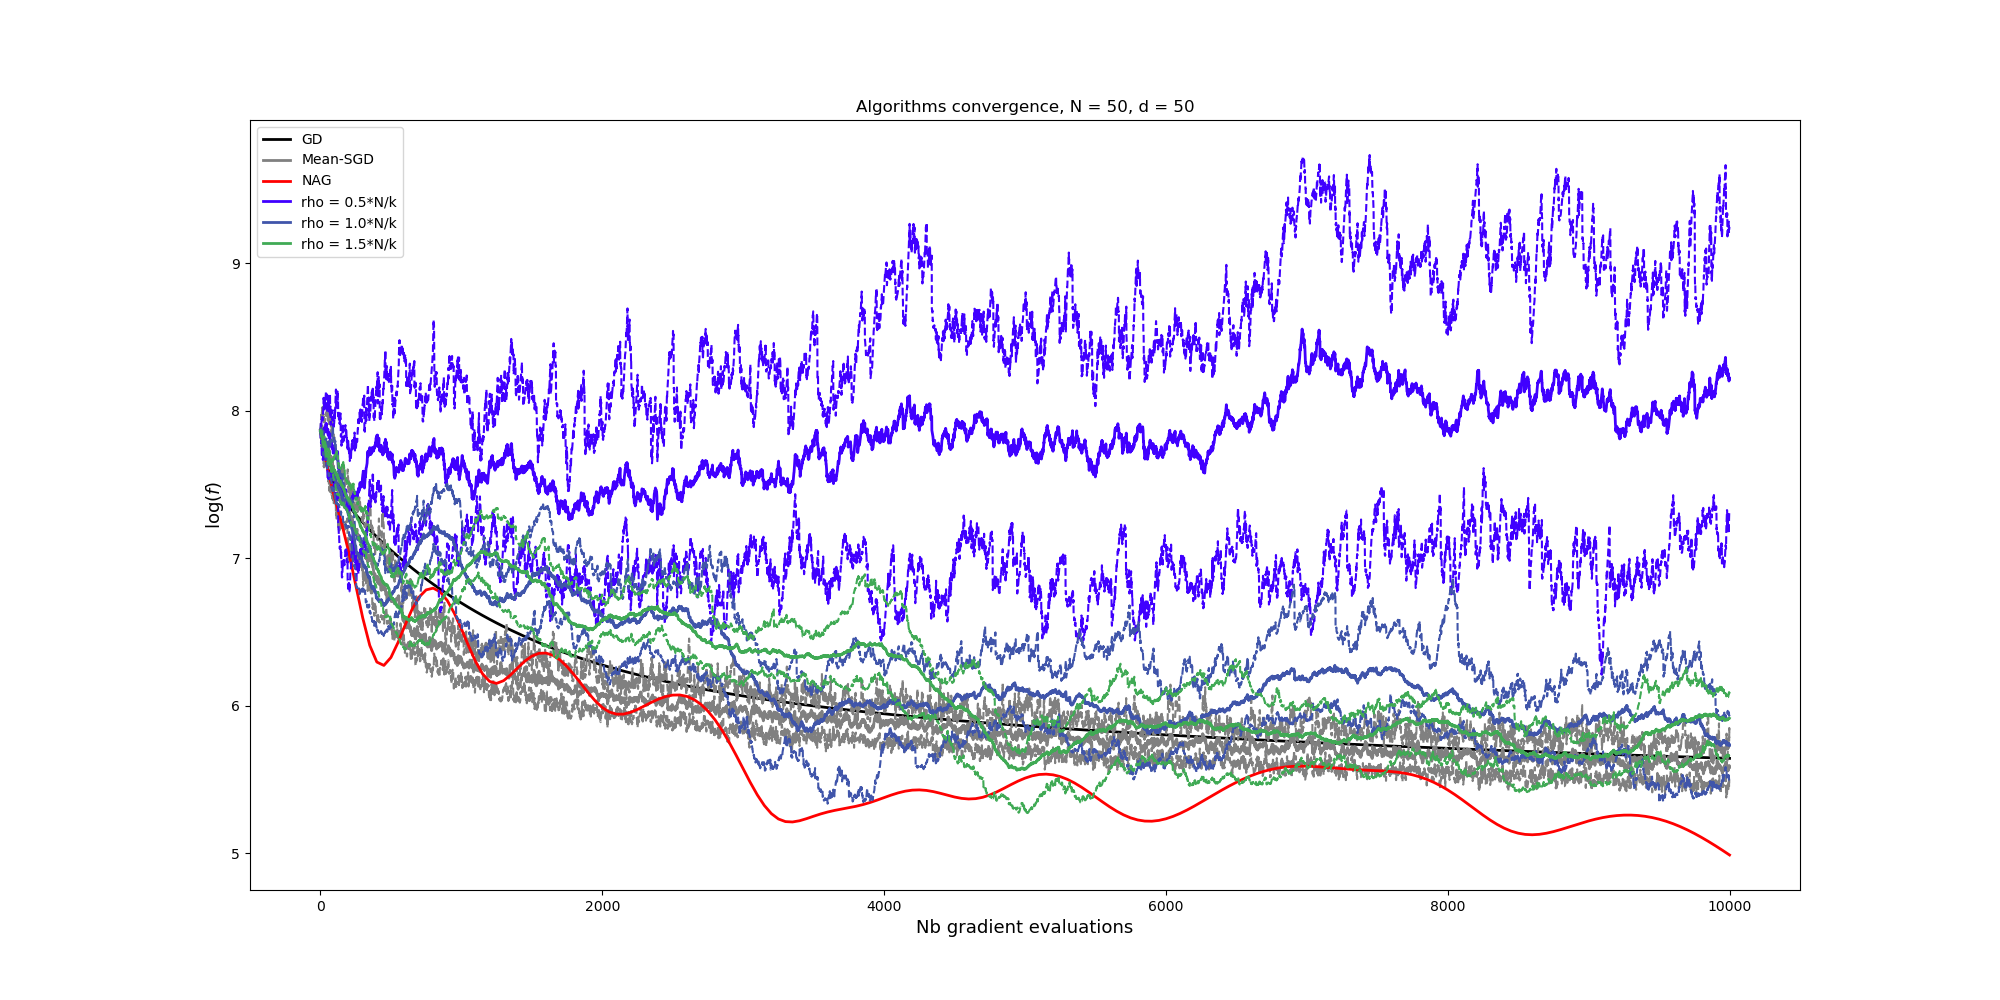 Algorithms convergence, N = 50, d = 50
GD
Mean-SGD
NAG
rho = 0.5*N/k
rho = 1.0*N/k
rho = 1.5*N/k
log(f)
9
8
7
6
5
0
2000
4000
6000
8000
10000
Nb gradient evaluations